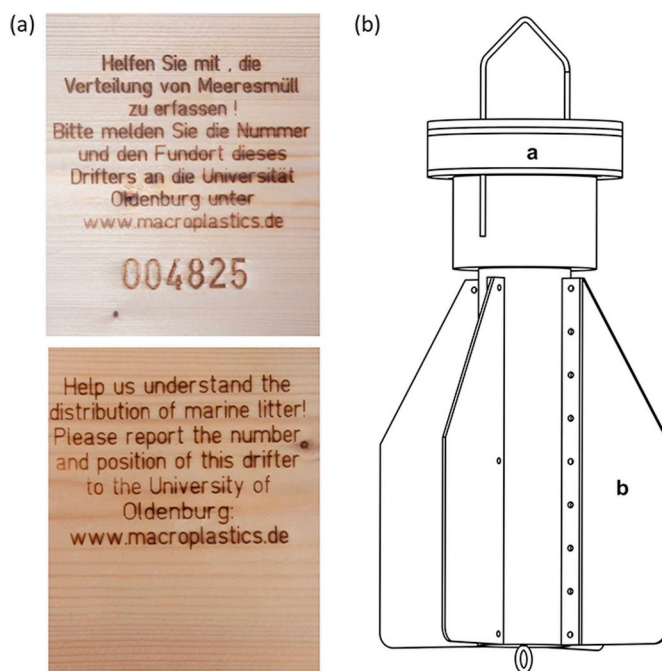 (a)
Helfen Sie mit , die
Verteilung von Meeresmüll
zu erfassen !
Bitte melden Sie die Nummer
und den Fundort dieses
Drifters an die Universität
Oldenburg unter
www.macroplastics.de
004825
Help us understand the
distribution of marine litter!
Please report the number
and position of this drifter
to the University of
Oldenburg:
www.macroplastics.de
(b)
a
b